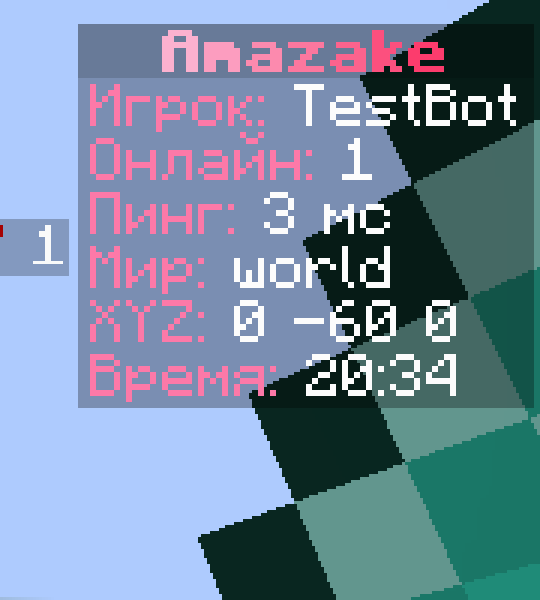 Amazake
Игрок: TestBot
Онлайн: 1
Пинг: 3 мс
1
Мир: world
XYZ: 0 -60 0
Время: 20:34